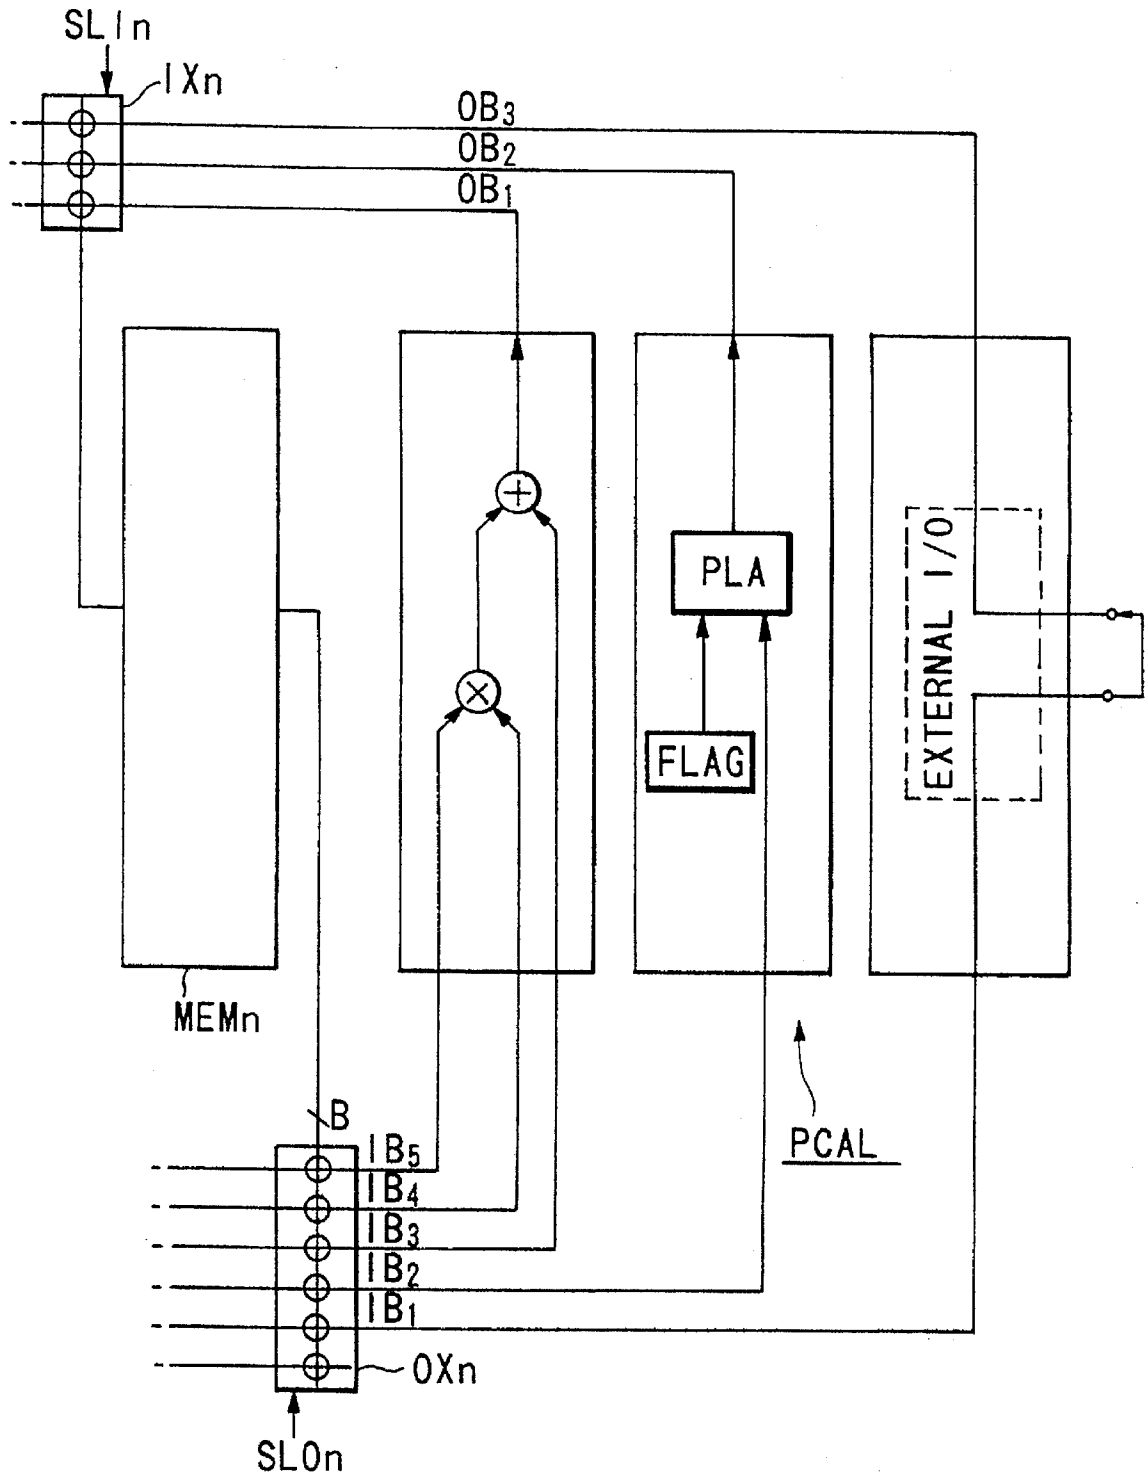 SLIn
IXn
OB3
OB2
OB1
PLA
FLAG
EXTERNAL I/O
MEMn
B
PCAL
IB5
IB4
IB3
IB2
IB1
OXn
SLOn